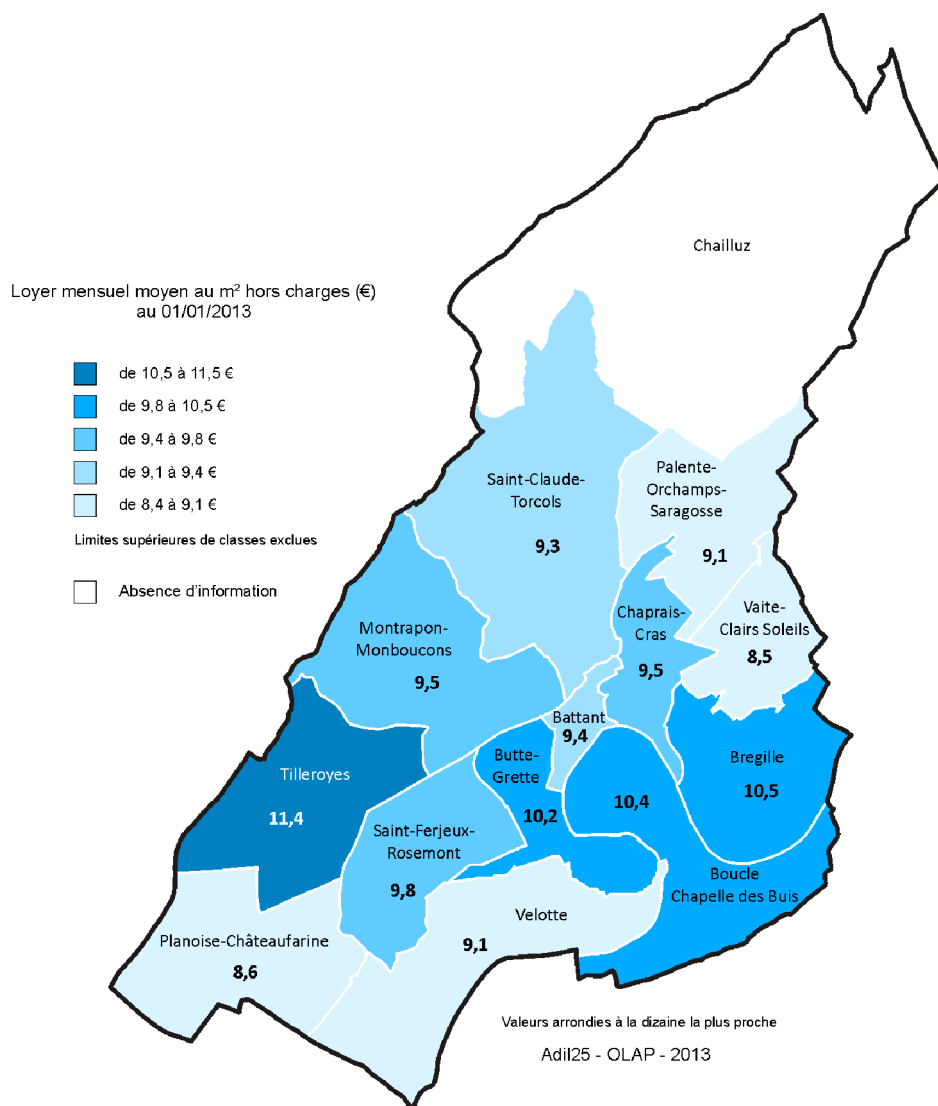 Chailluz
Loyer mensuel moyen au m² hors charges (€)
au 01/01/2013
de 10,5 à 11,5 €
de 9,8 à 10,5 €
de 9,4 à 9,8 €
de 9,1 à 9,4 €
de 8,4 à 9,1 €
Limites supérieures de classes exclues
Absence d'information
Saint-Claude-
Torcols
9,3
Palente-
Orchamps-
Saragosse
9,1
Vaite-
Clairs Soleils
8,5
Chaprais-
Cras
9,5
Montrapon-
Monboucons
9,5
Battant
9,4
Butte-
Grette
10,2
10,4
Bregille
10,5
Tilleroyes
11,4
Saint-Ferjeux-
Rosemont
9,8
Boucle
Chapelle des Buis
Velotte
9,1
Planoise-Châteaufarine
8,6
Valeurs arrondies à la dizaine la plus proche
Adil25 - OLAP - 2013